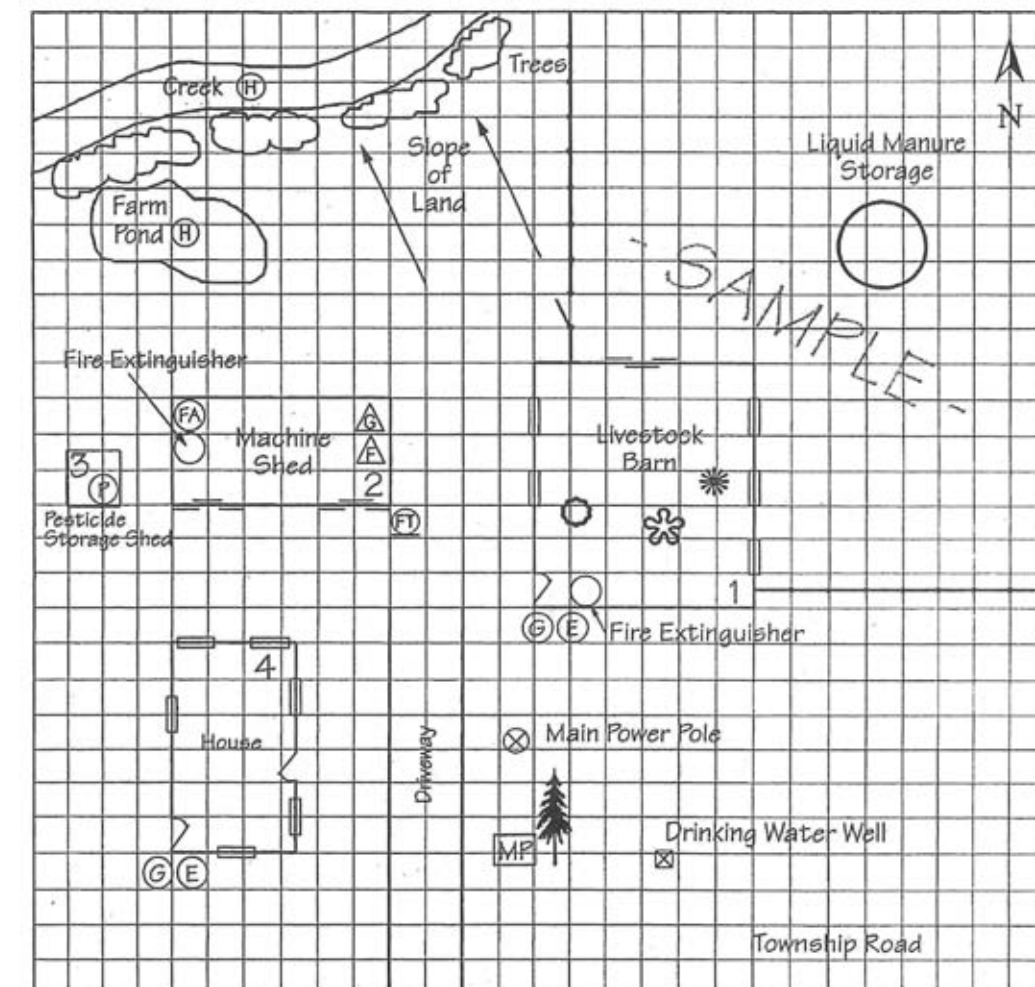 Trees
Creek H
N
Liquid Manure
Storage
Slope
of
Land
Farm
Pond H
- SAMPLE -
Fire Extinguisher
FA
G
Machine
Shed
F
Livestock
Barn
3
P
2
Pesticide
Storage Shed
FT
1
G E
Fire Extinguisher
4
House
Driveway
Main Power Pole
MP
Drinking Water Well
G E
Township Road